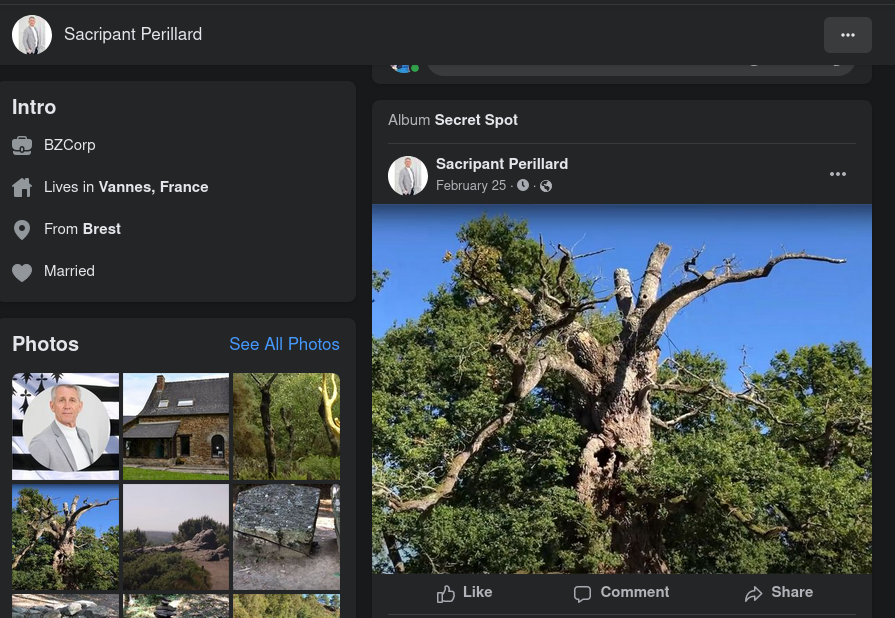 Sacripant Perillard
Intro
BZCorp
Lives in Vannes, France
From Brest
Married
Photos
See All Photos
Album Secret Spot
Sacripant Perillard
February 25 · ·
Like
Comment
Share